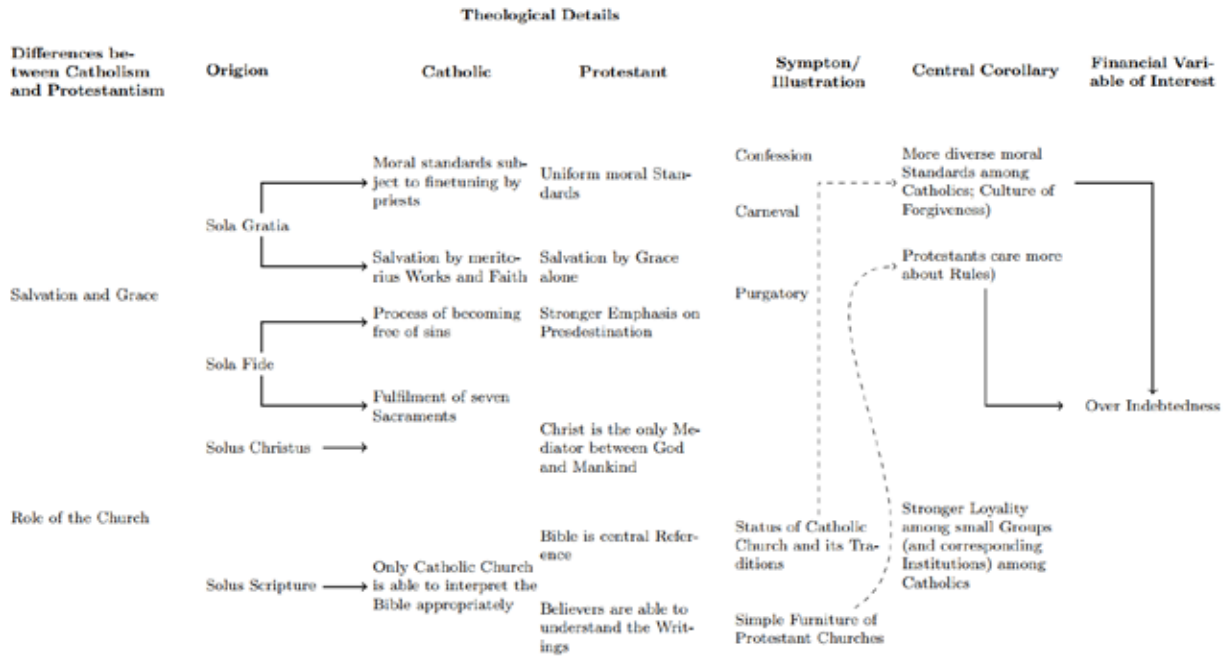 Theological Details
Differences be-
tween Catholism
and Protestantism
Origion
Catholic
Protestant
Sympton/
Illustration
Central Corollary
Financial Vari-
able of Interest
Moral standards sub-
ject to finetuning by
priests
Uniform moral Stan-
dards
Confession
More diverse moral
Standards among
Catholics; Culture of
Forgiveness)
Carneval
Sola Gratia
Salvation by merito-
rius Works and Faith
Salvation by Grace
alone
Protestants care more
about Rules)
Salvation and Grace
Purgatory
Process of becoming
free of sins
Stronger Emphasis on
Presdestination
Sola Fide
Fulfilment of seven
Sacraments
Over Indebtedness
Solus Christus
Christ is the only Me-
diator between God
and Mankind
Role of the Church
Bible is central Refer-
ence
Status of Catholic
Church and its Tra-
ditions
Stronger Loyality
among small Groups
(and corresponding
Institutions) among
Catholics
Solus Scripture
Only Catholic Church
is able to interpret the
Bible appropriately
Believers are able to
understand the Writ-
ings
Simple Furniture of
Protestant Churches